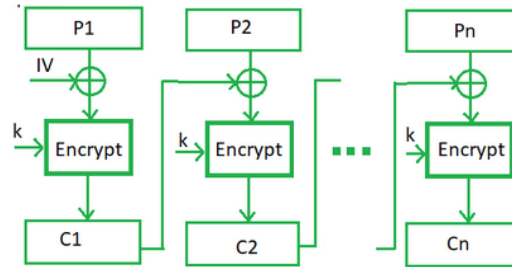 P1 P2 Pn
IV
k Encrypt k Encrypt k Encrypt
C1 C2 Cn